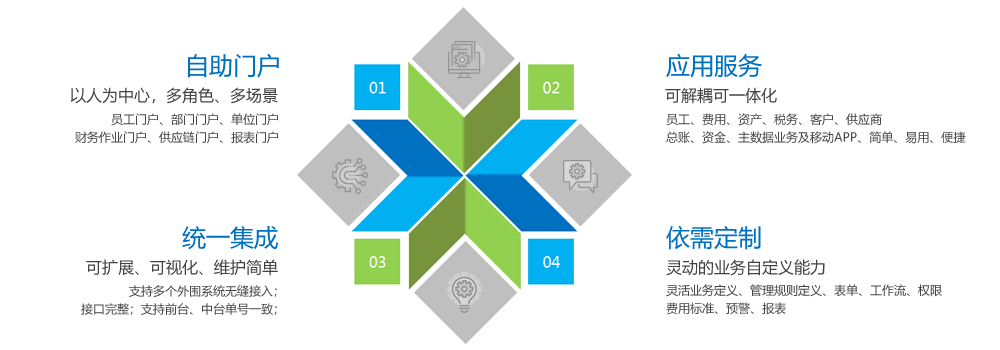 自助门户
以人为中心，多角色、多场景
员工门户、部门门户、单位门户
财务作业门户、供应链门户、报表门户
01
02
应用服务
可解耦可一体化
员工、费用、资产、税务、客户、供应商
总账、资金、主数据业务及移动APP、简单、易用、便捷
统一集成
可扩展、可视化、维护简单
支持多个外围系统无缝接入；
接口完整；支持前台、中台单号一致；
03
04
依需定制
灵动的业务自定义能力
灵活业务定义、管理规则定义、表单、工作流、权限
费用标准、预警、报表